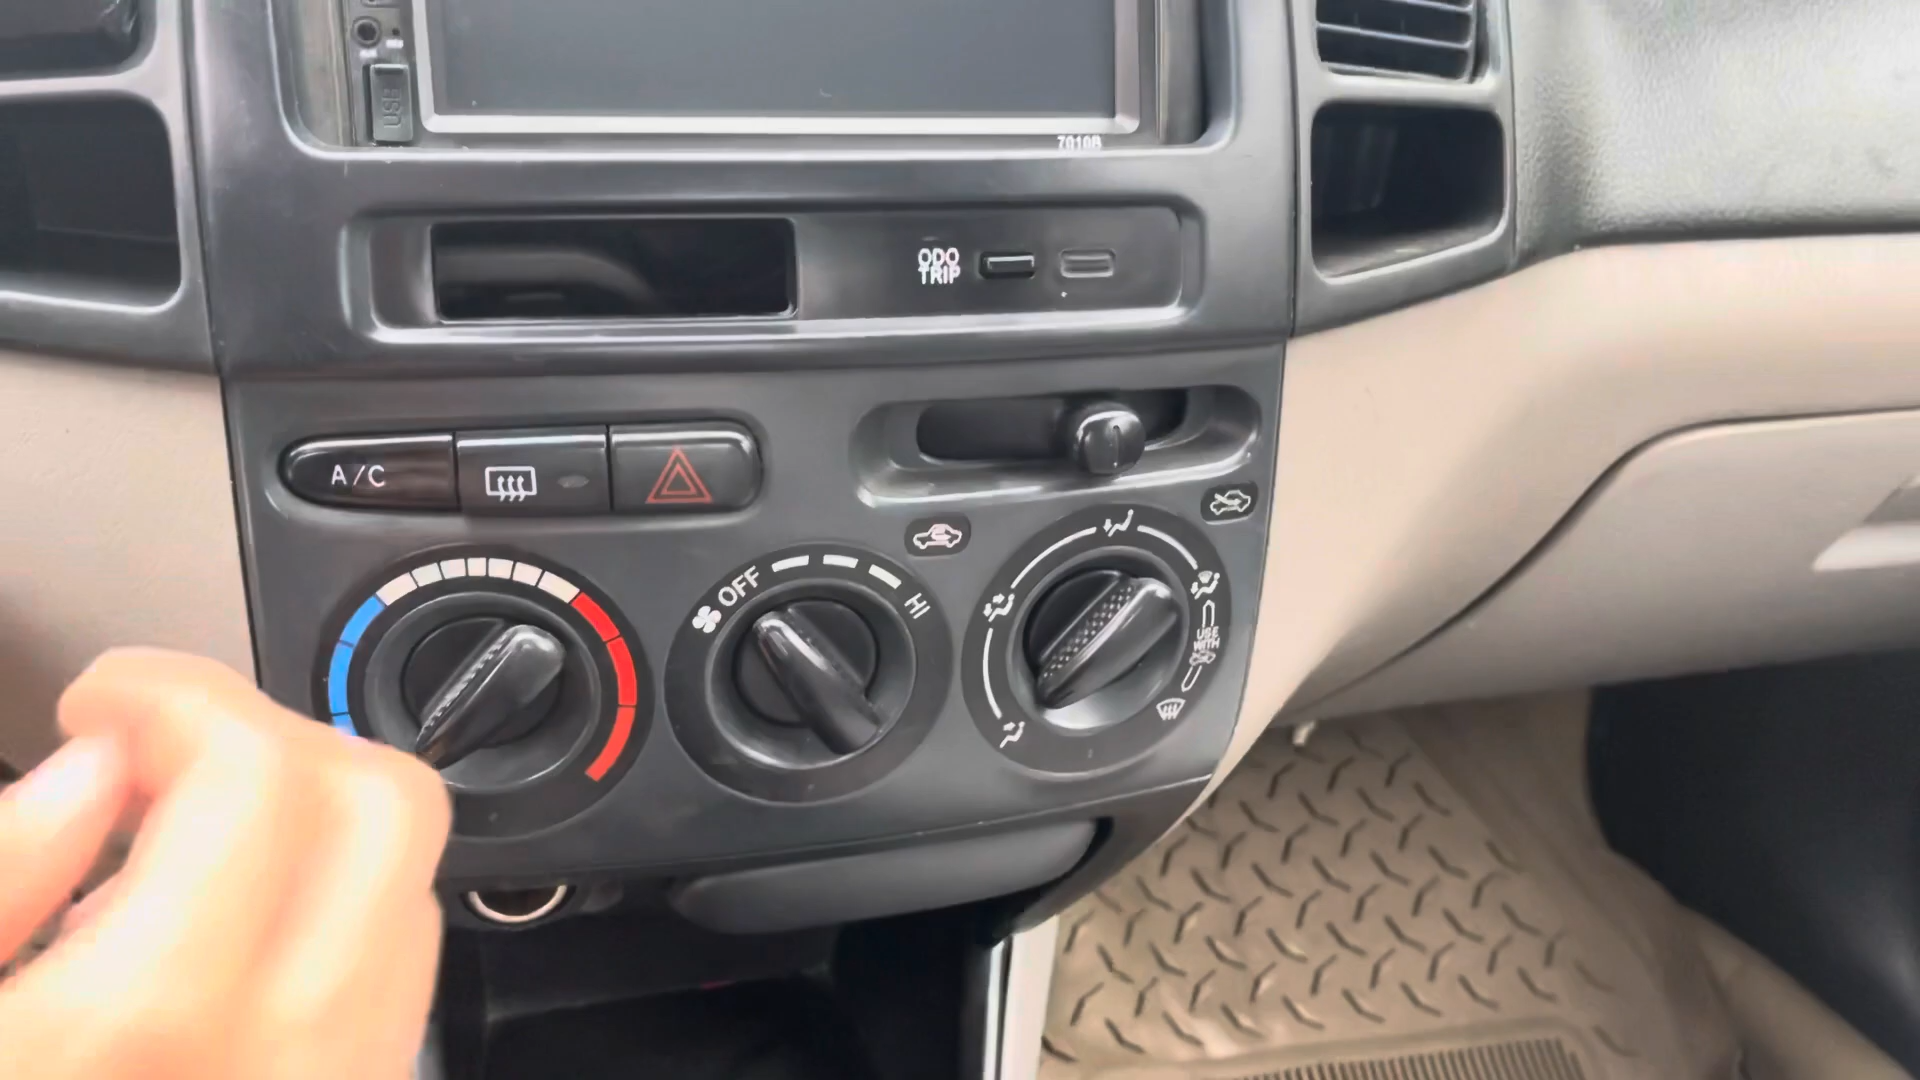 USB
7010B
ODO
TRIP
A/C
OFF
HI
USE
WITH